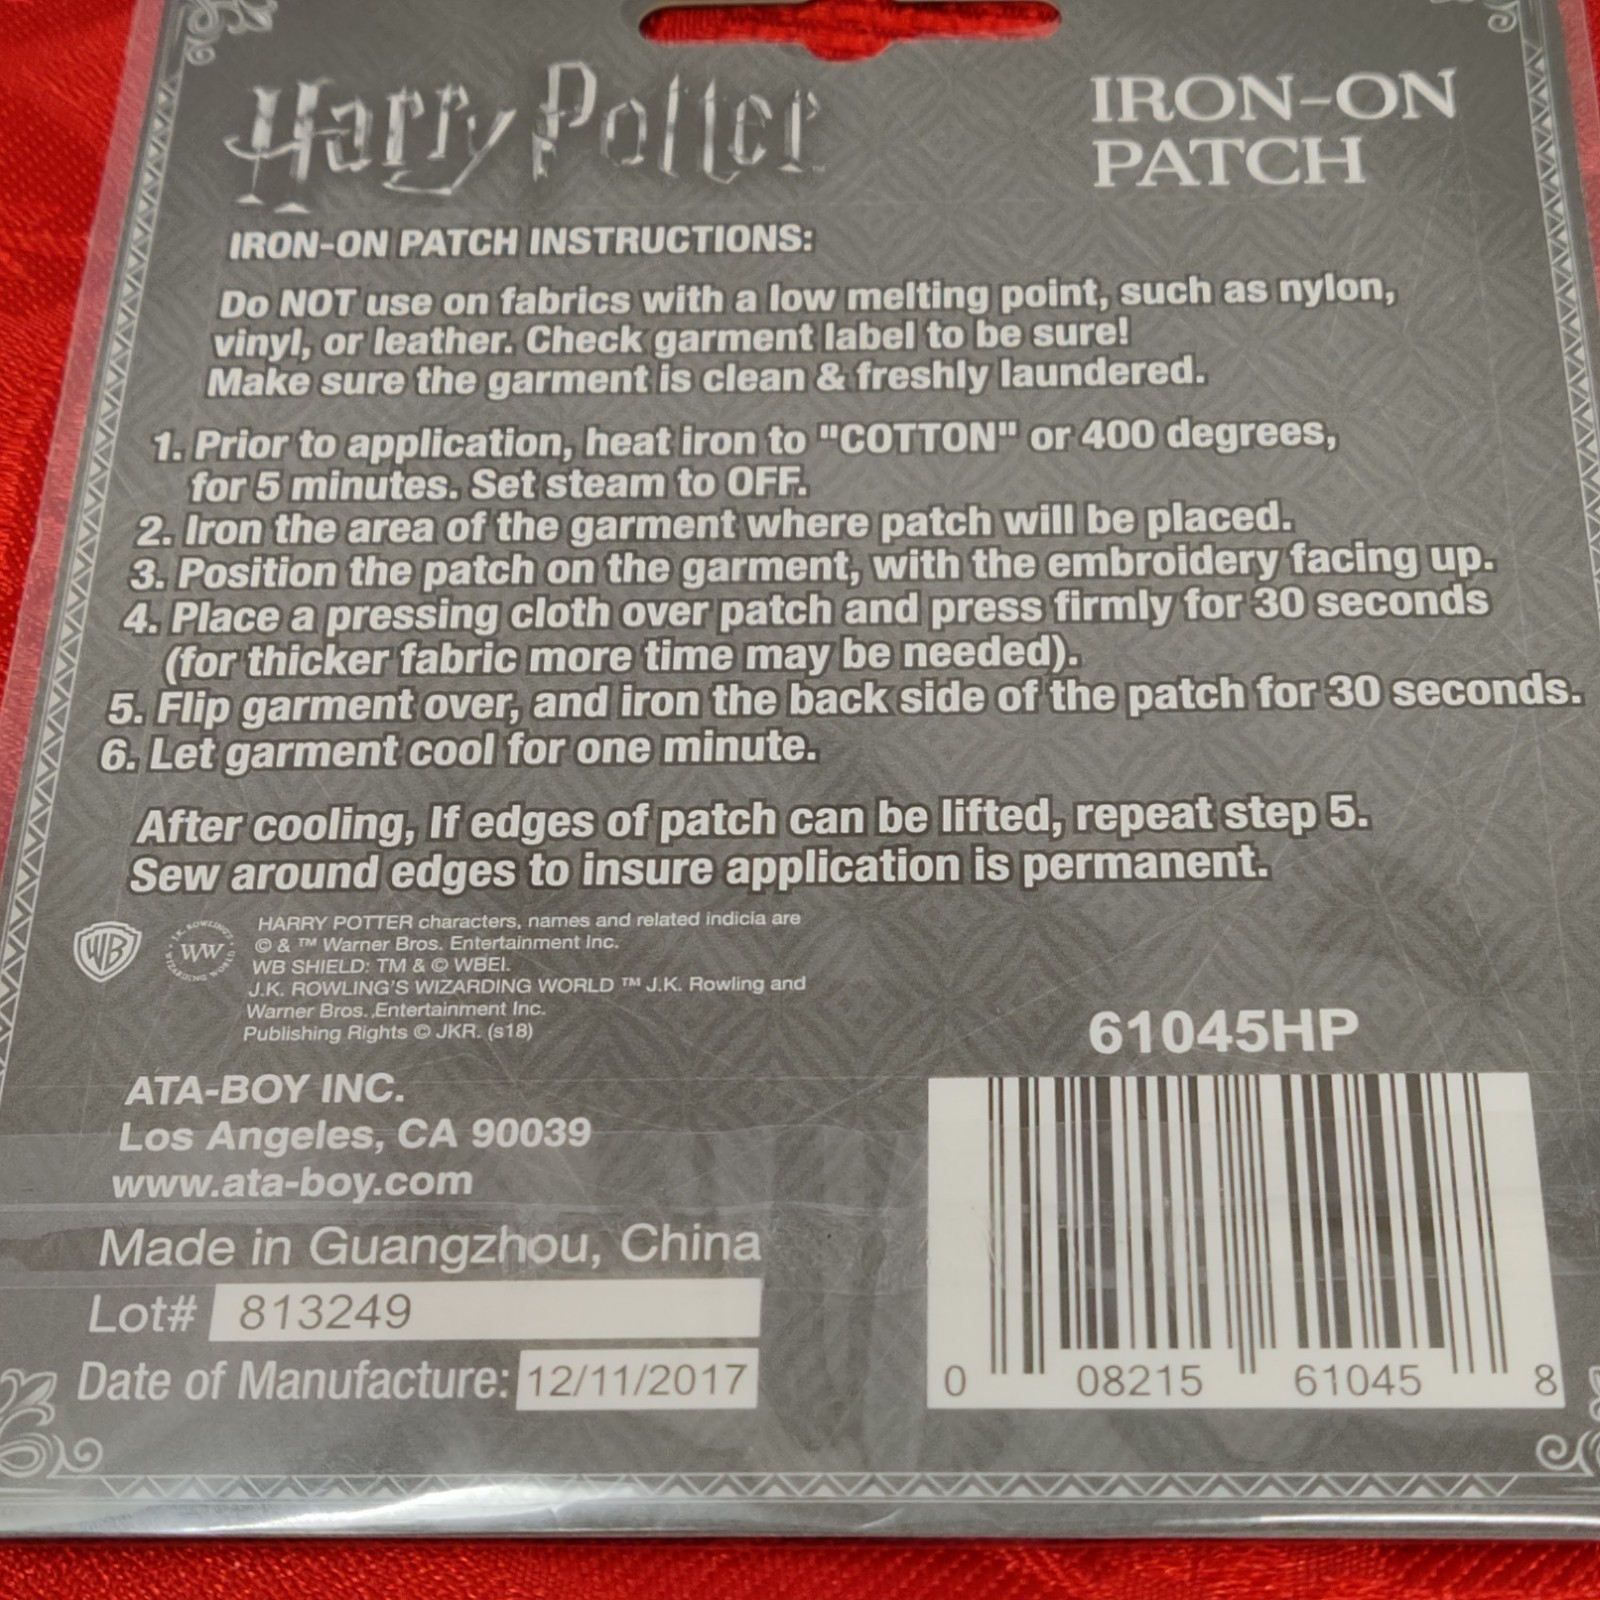 Harry Potter
IRON-ON
PATCH
IRON-ON PATCH INSTRUCTIONS:
Do NOT use on fabrics with a low melting point, such as nylon,
vinyl, or leather. Check garment label to be sure!
Make sure the garment is clean & freshly laundered.
1. Prior to application, heat iron to "COTTON" or 400 degrees,
for 5 minutes. Set steam to OFF.
2. Iron the area of the garment where patch will be placed.
3. Position the patch on the garment, with the embroidery facing up.
4. Place a pressing cloth over patch and press firmly for 30 seconds
(for thicker fabric more time may be needed).
5. Flip garment over, and iron the back side of the patch for 30 seconds.
6. Let garment cool for one minute.
After cooling, If edges of patch can be lifted, repeat step 5.
Sew around edges to insure application is permanent.
WB
J.K. ROWLING'S
WW
WIZARDING WORLD
HARRY POTTER characters, names and related indicia are
© & ™ Warner Bros. Entertainment Inc.
WB SHIELD: TM & © WBEI.
J.K. ROWLING'S WIZARDING WORLD ™ J.K. Rowling and
Warner Bros. Entertainment Inc.
Publishing Rights © JKR. (s18)
ATA-BOY INC.
Los Angeles, CA 90039
www.ata-boy.com
Made in Guangzhou, China
Lot# 813249
Date of Manufacture: 12/11/2017
61045HP
0 08215 61045 8